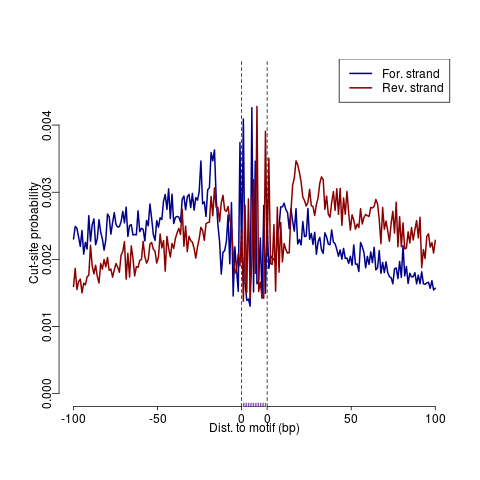 For. strand
Rev. strand
0.004
0.003
0.002
0.001
0.000
Cut-site probability
-100 -50 0 0 50 100
Dist. to motif (bp)